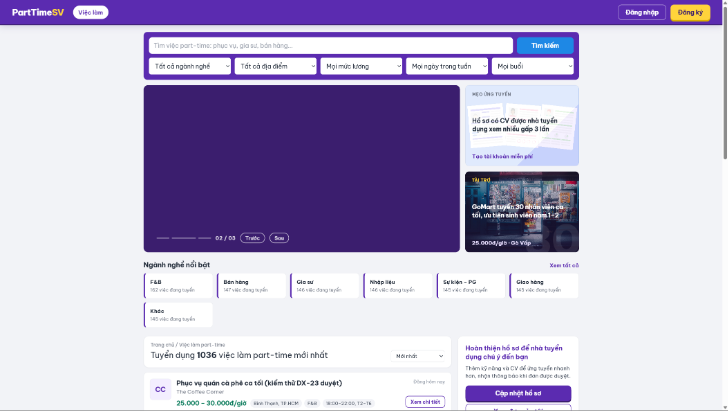 PartTimeSV
Việc làm
Đăng nhập
Đăng ký
Tìm việc part-time: phục vụ, gia sư, bán hàng...
Tìm kiếm
Tất cả ngành nghề
Tất cả địa điểm
Mọi mức lương
Mọi ngày trong tuần
Mọi buổi
02 / 03
Trước
Sau
MẸO ỨNG TUYỂN
Hồ sơ có CV được nhà tuyển
dụng xem nhiều gấp 3 lần
Tạo tài khoản miễn phí
TÀI TRỢ
GoMart tuyển 30 nhân viên ca
tối, ưu tiên sinh viên năm 1-2
25.000đ/giờ · Gò Vấp
Ngành nghề nổi bật
Xem tất cả
F&B
152 việc đang tuyển
Bán hàng
147 việc đang tuyển
Gia sư
146 việc đang tuyển
Nhập liệu
146 việc đang tuyển
Sự kiện - PG
145 việc đang tuyển
Giao hàng
Khác
145 việc đang tuyển
Trang chủ / Việc làm part-time
Tuyển dụng 1036 việc làm part-time mới nhất
Mới nhất
Hoàn thiện hồ sơ để nhà tuyển
dụng chú ý đến bạn
Thêm kỹ năng và CV để ứng tuyển nhanh
hơn, nhận thông báo khi đơn được duyệt.
Cập nhật hồ sơ
CC
Phục vụ quán cà phê ca tối (kiểm thử DX-23 duyệt)
Đăng hôm nay
The Coffee Corner
25.000 - 30.000đ/giờ
Bình Thạnh, TP.HCM
F&B
18:00-22:00, T2-T6
Xem chi tiết